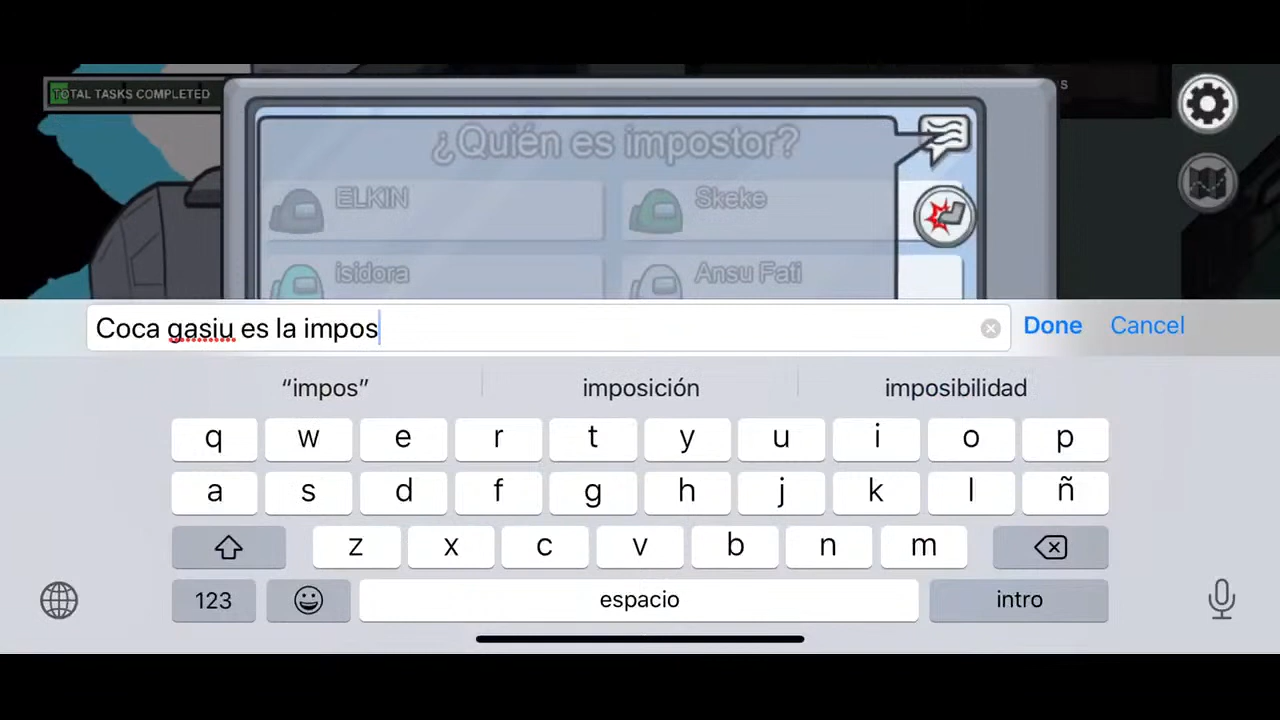 TOTAL TASKS COMPLETED
s
¿Quién es impostor?
ELKIN
Skeke
isidora
Ansu Fati
Coca gasiu es la impos
Done
Cancel
“impos”
imposición
imposibilidad
q w e r t y u i o p
a s d f g h j k l ñ
z x c v b n m
123
espacio
intro